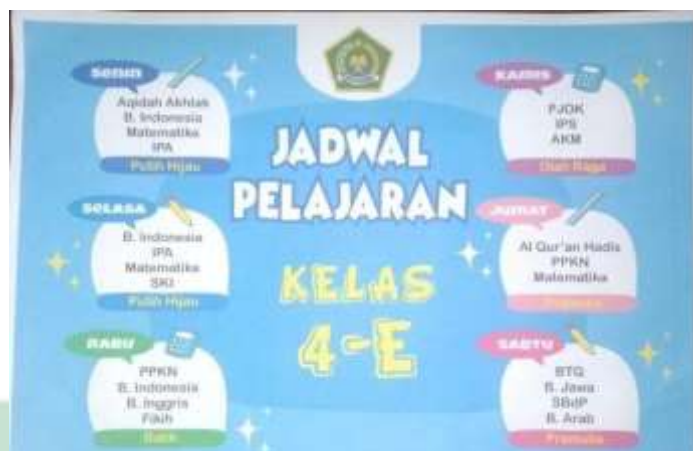 SENIN
Aqidah Akhlak
B. Indonesia
Matematika
IPA
Putih Hijau
SELASA
B. Indonesia
IPA
Matematika
SKI
Putih Hijau
RABU
PPKN
B. Indonesia
B. Inggris
Fikih
Batik
JADWAL
PELAJARAN
KELAS
4-E
KAMIS
PJOK
IPS
AKM
Olah Raga
JUMAT
Al Qur'an Hadis
PPKN
Matematika
SABTU
BTQ
B. Jawa
SBdP
B. Arab
Pramuka